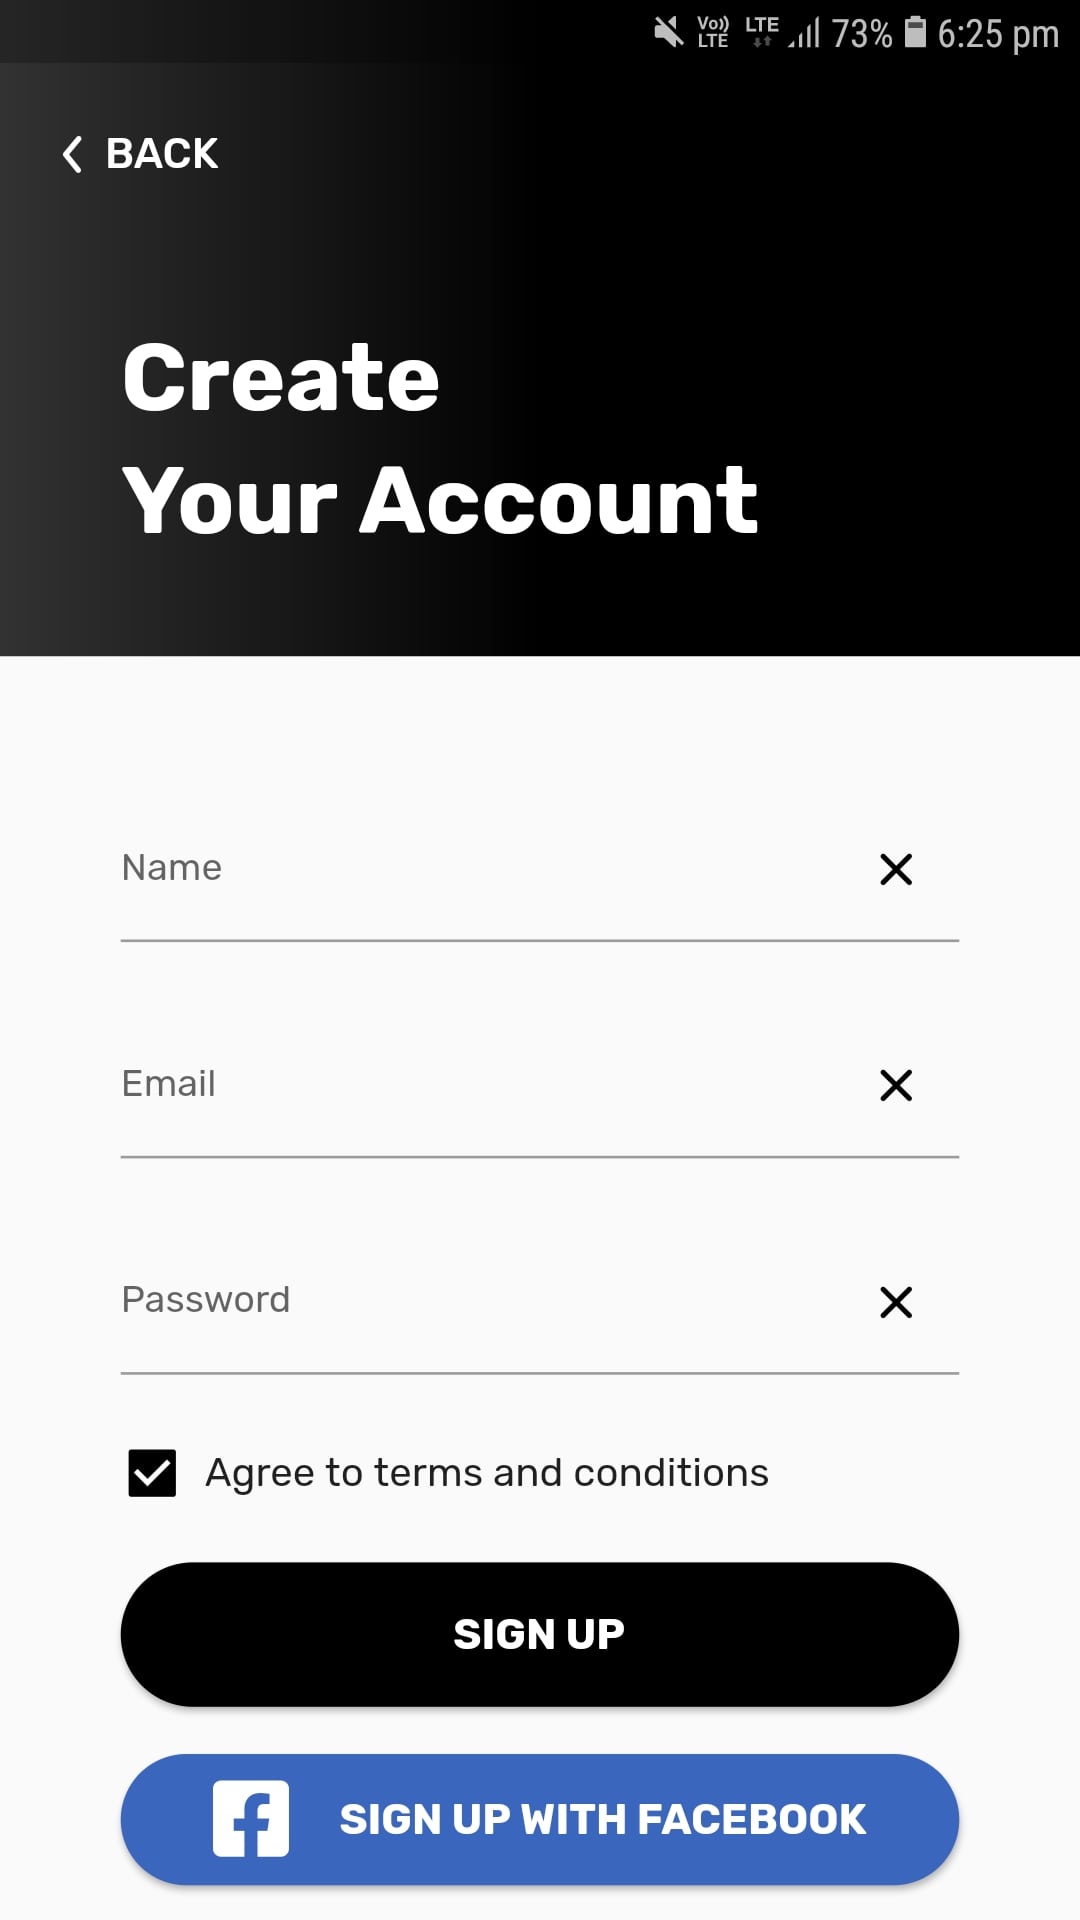 Vo)) LTE LTE 73% 6:25 pm
BACK
Create
Your Account
Name
Email
Password
Agree to terms and conditions
SIGN UP
SIGN UP WITH FACEBOOK